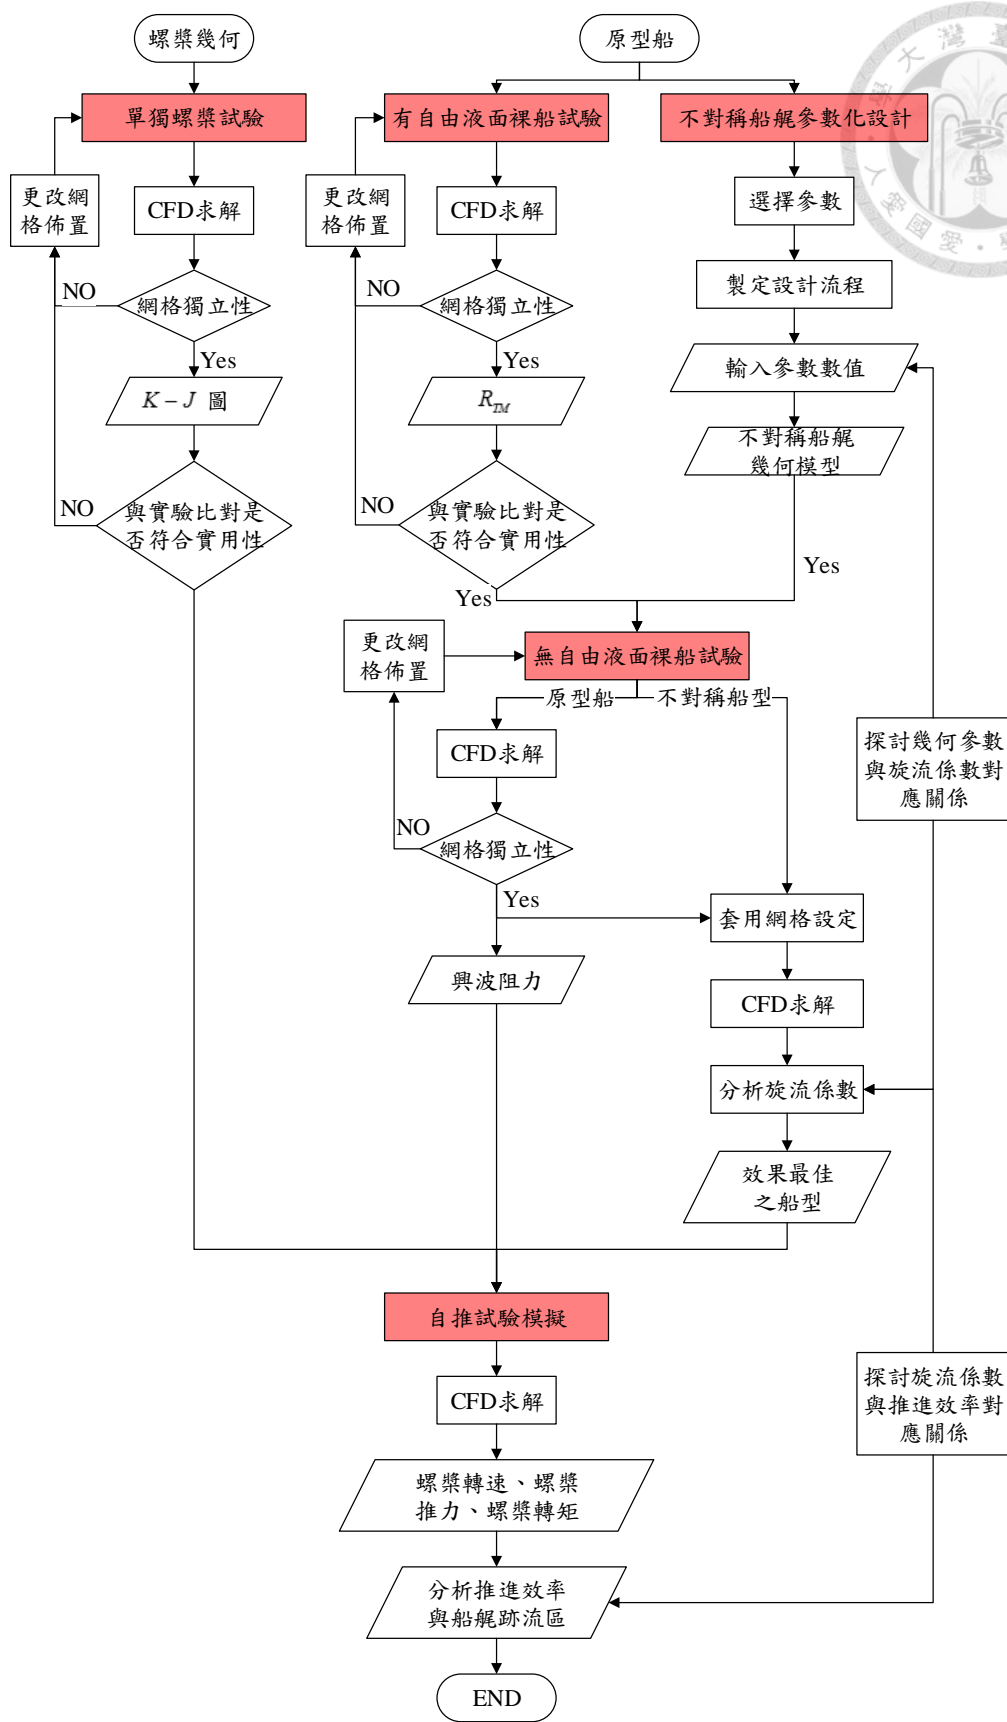 螺槳幾何
原型船
單獨螺槳試驗
有自由液面裸船試驗
不對稱船艉參數化設計
更改網
格佈置
CFD求解
更改網
格佈置
CFD求解
選擇參數
製定設計流程
NO
網格獨立性
NO
網格獨立性
Yes
Yes
輸入參數數值
K－J 圖
R_TM
不對稱船艉
幾何模型
NO
與實驗比對是
否符合實用性
NO
與實驗比對是
否符合實用性
Yes
Yes
更改網
格佈置
無自由液面裸船試驗
原型船
不對稱船型
CFD求解
探討幾何參數
與旋流係數對
應關係
NO
網格獨立性
Yes
套用網格設定
興波阻力
CFD求解
分析旋流係數
效果最佳
之船型
自推試驗模擬
CFD求解
探討旋流係數
與推進效率對
應關係
螺槳轉速、螺槳
推力、螺槳轉矩
分析推進效率
與船艉跡流區
END
學大灣臺
人愛國愛・學